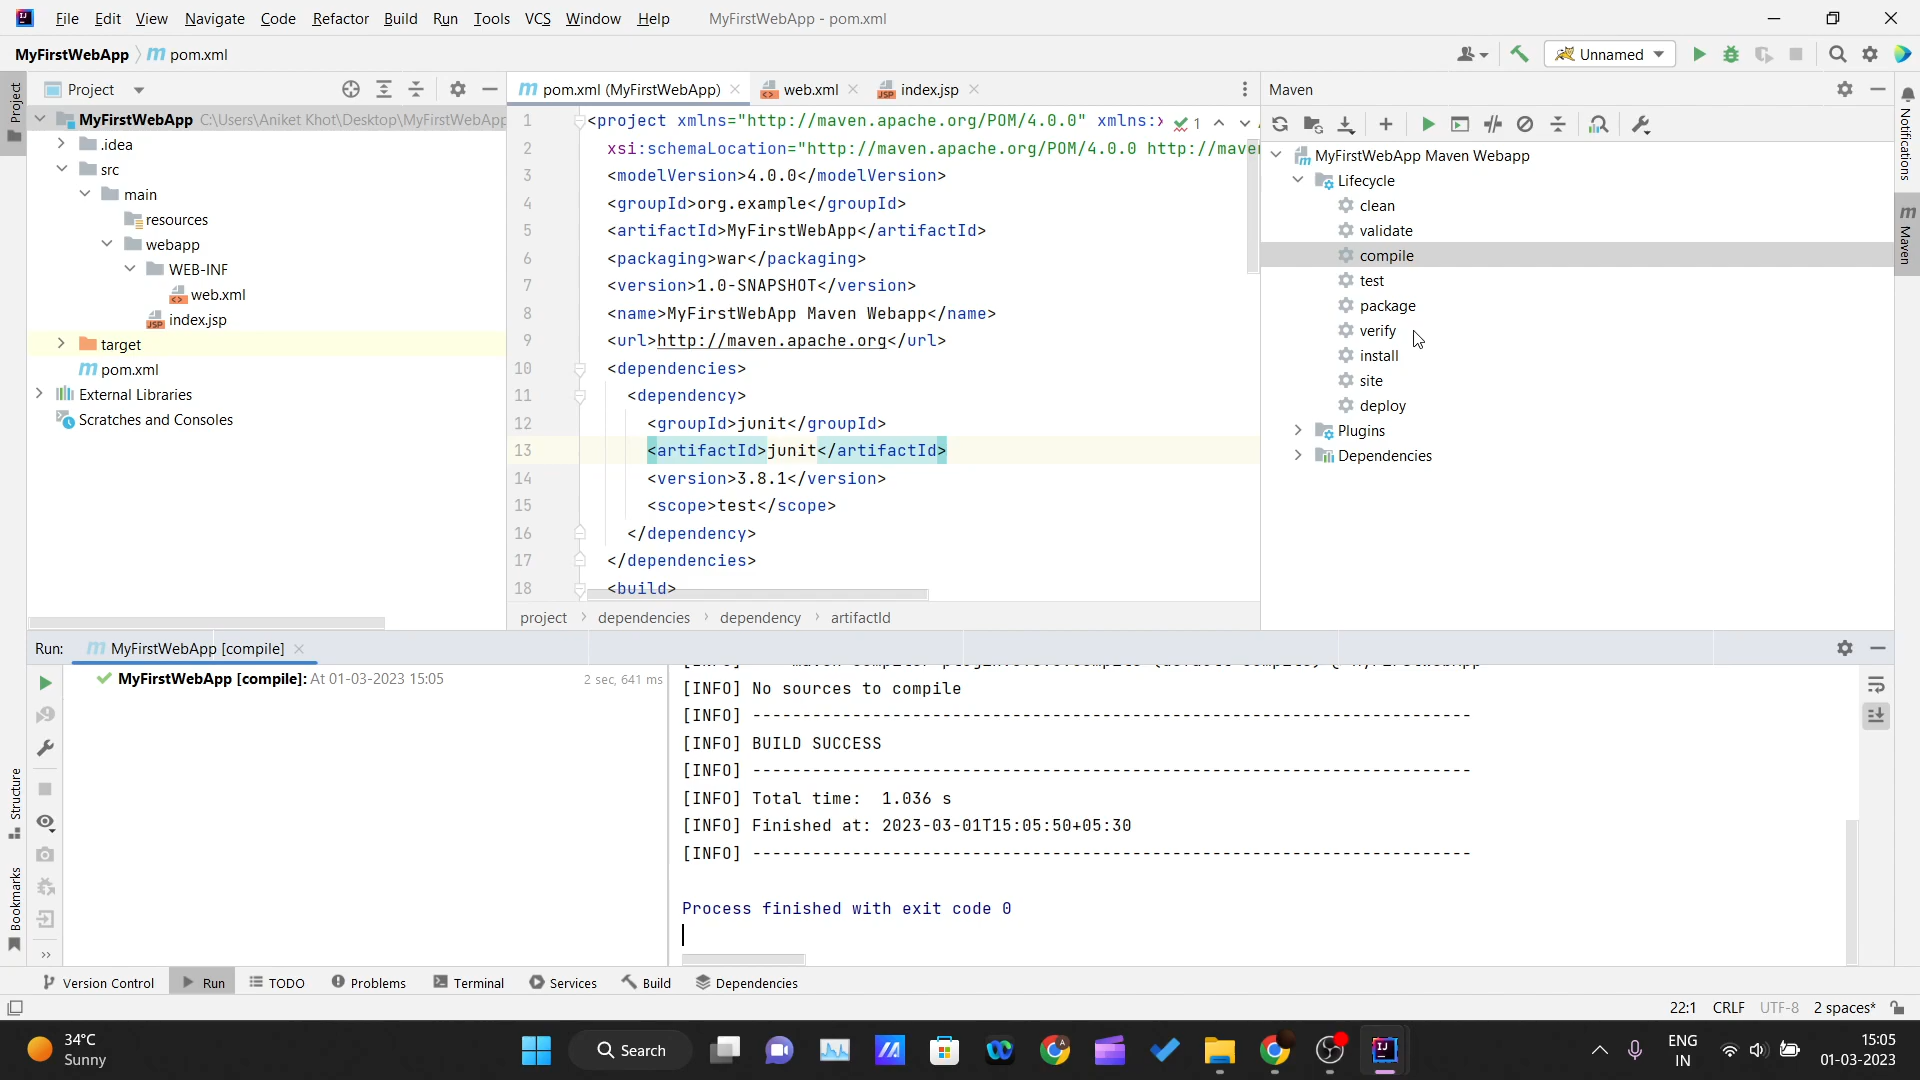 File Edit View Navigate Code Refactor Build Run Tools VCS Window Help MyFirstWebApp - pom.xml
MyFirstWebApp pom.xml Unnamed
Project
Project
pom.xml (MyFirstWebApp)
web.xml
index.jsp
Maven
MyFirstWebApp C:\Users\Aniket Khot\Desktop\MyFirstWebApp
.idea
src
main
resources
webapp
WEB-INF
web.xml
index.jsp
target
pom.xml
External Libraries
Scratches and Consoles
1 <project xmlns="http://maven.apache.org/POM/4.0.0" xmlns:x 1
2 xsi:schemaLocation="http://maven.apache.org/POM/4.0.0 http://maven
3 <modelVersion>4.0.0</modelVersion>
4 <groupId>org.example</groupId>
5 <artifactId>MyFirstWebApp</artifactId>
6 <packaging>war</packaging>
7 <version>1.0-SNAPSHOT</version>
8 <name>MyFirstWebApp Maven Webapp</name>
9 <url>http://maven.apache.org</url>
10 <dependencies>
11 <dependency>
12 <groupId>junit</groupId>
13 <artifactId>junit</artifactId>
14 <version>3.8.1</version>
15 <scope>test</scope>
16 </dependency>
17 </dependencies>
18 <build>
project dependencies dependency artifactId
MyFirstWebApp Maven Webapp
Lifecycle
clean
validate
compile
test
package
verify
install
site
deploy
Plugins
Dependencies
Notifications
Maven
Run: MyFirstWebApp [compile]
MyFirstWebApp [compile]: At 01-03-2023 15:05 2 sec, 641 ms
[INFO] No sources to compile
[INFO] ------------------------------------------------------------------------
[INFO] BUILD SUCCESS
[INFO] ------------------------------------------------------------------------
[INFO] Total time:  1.036 s
[INFO] Finished at: 2023-03-01T15:05:50+05:30
[INFO] ------------------------------------------------------------------------
Process finished with exit code 0
Structure
Bookmarks
Version Control Run TODO Problems Terminal Services Build Dependencies
22:1 CRLF UTF-8 2 spaces*
34°C
Sunny
Search
ENG
IN
15:05
01-03-2023